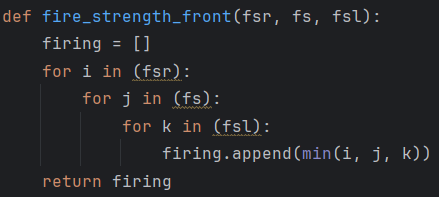 def fire_strength_front(fsr, fs, fsl):
    firing = []
    for i in (fsr):
        for j in (fs):
            for k in (fsl):
                firing.append(min(i, j, k))
    return firing